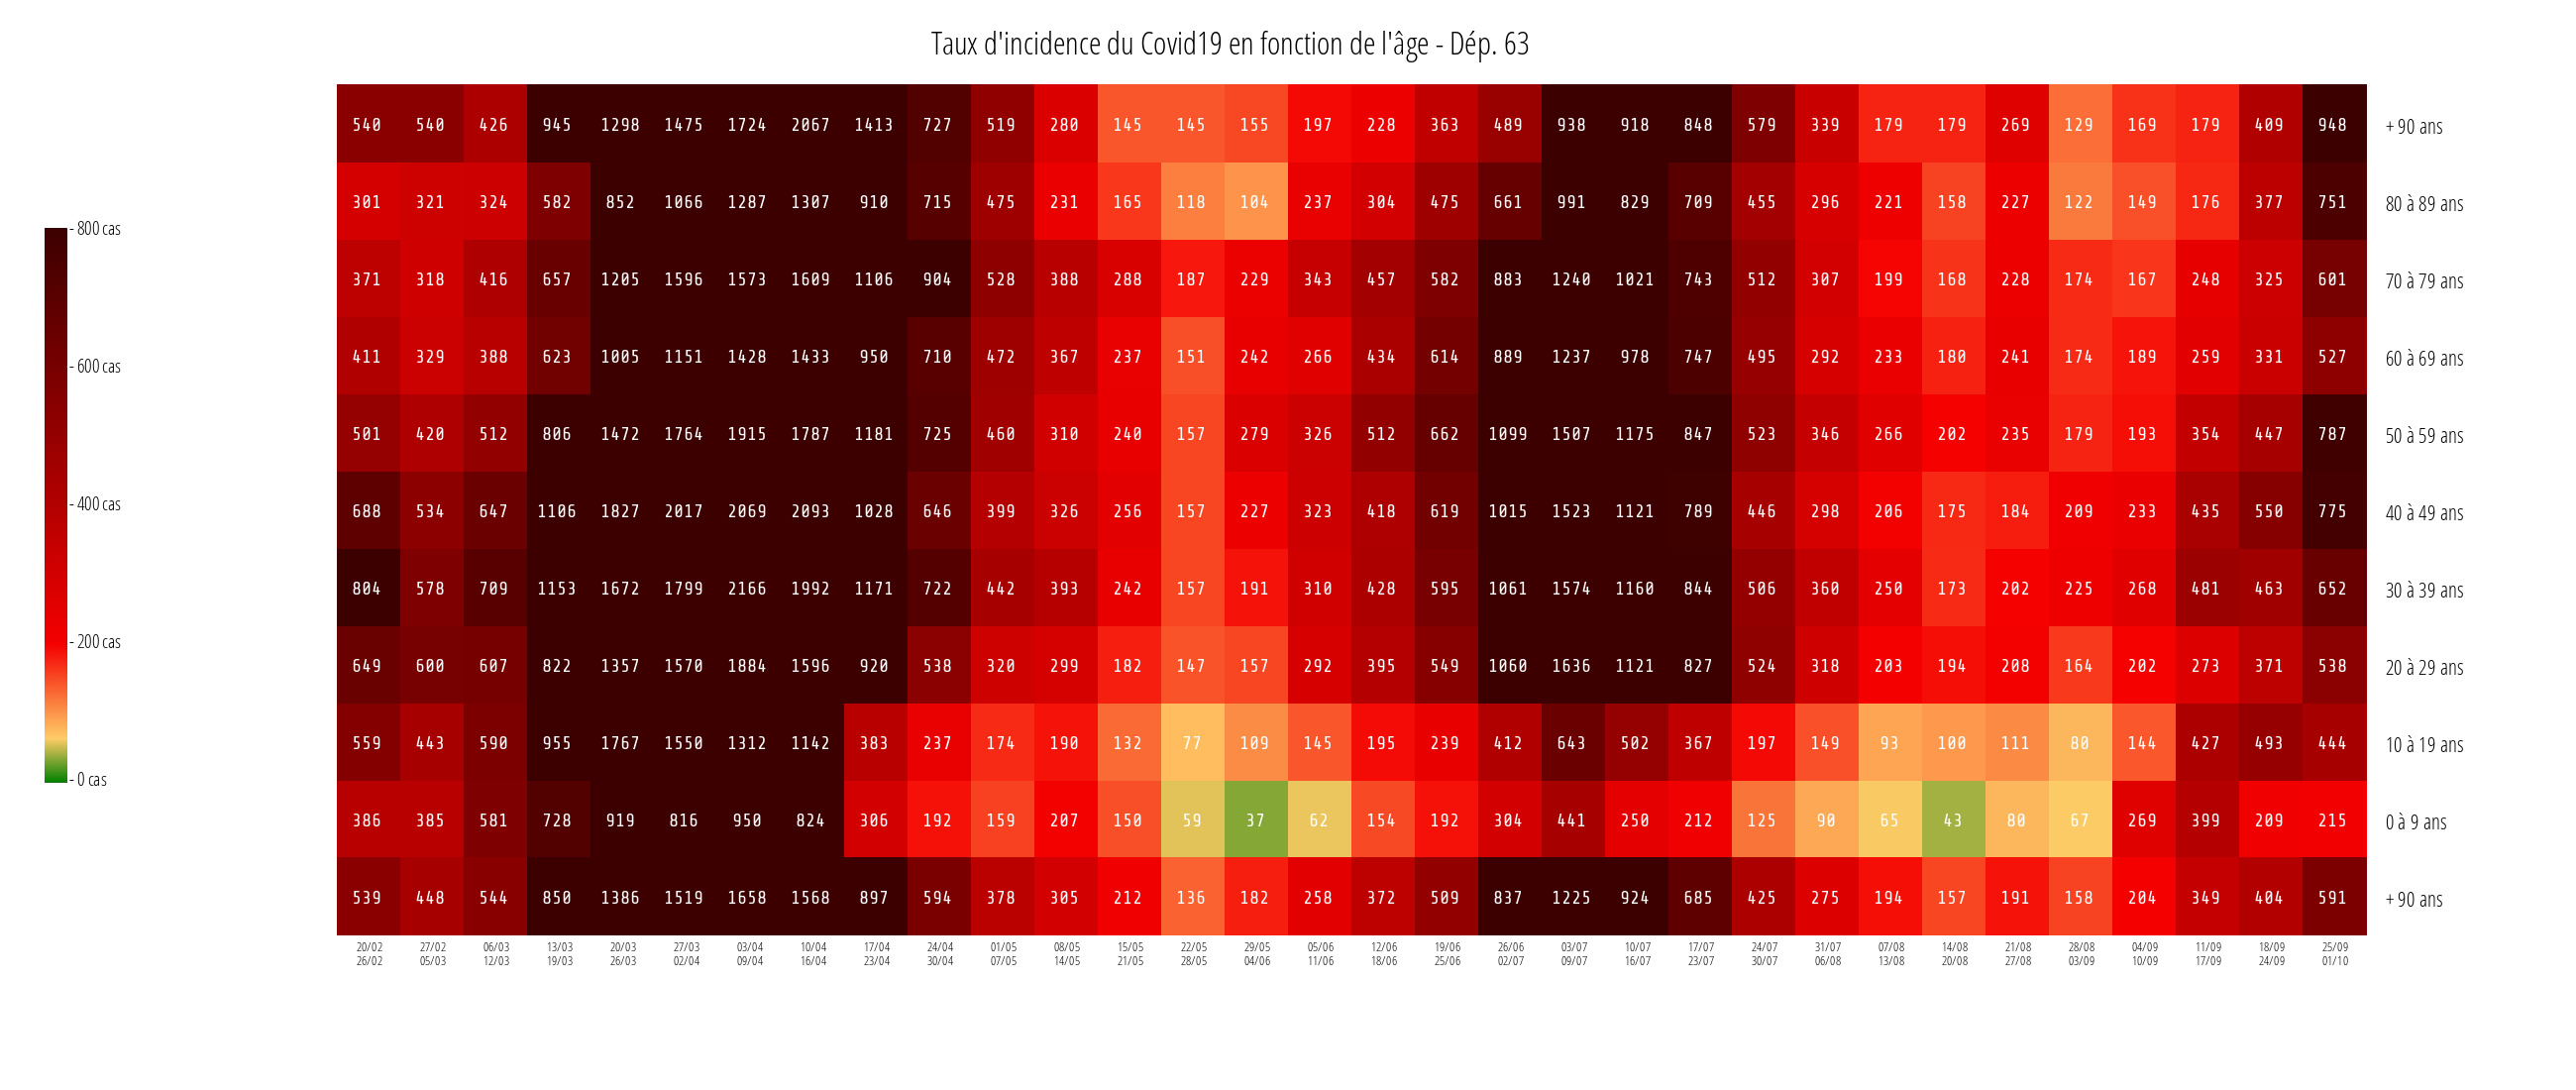 Taux d'incidence du Covid19 en fonction de l'âge - Dép. 63
- 800 cas
- 600 cas
- 400 cas
- 200 cas
- 0 cas
540 540 426 945 1298 1475 1724 2067 1413 727 519 280 145 145 155 197 228 363 489 938 918 848 579 339 179 179 269 129 169 179 409 948 + 90 ans
301 321 324 582 852 1066 1287 1307 910 715 475 231 165 118 104 237 304 475 661 991 829 709 455 296 221 158 227 122 149 176 377 751 80 à 89 ans
371 318 416 657 1205 1596 1573 1609 1106 904 528 388 288 187 229 343 457 582 883 1240 1021 743 512 307 199 168 228 174 167 248 325 601 70 à 79 ans
411 329 388 623 1005 1151 1428 1433 950 710 472 367 237 151 242 266 434 614 889 1237 978 747 495 292 233 180 241 174 189 259 331 527 60 à 69 ans
501 420 512 806 1472 1764 1915 1787 1181 725 460 310 240 157 279 326 512 662 1099 1507 1175 847 523 346 266 202 235 179 193 354 447 787 50 à 59 ans
688 534 647 1106 1827 2017 2069 2093 1028 646 399 326 256 157 227 323 418 619 1015 1523 1121 789 446 298 206 175 184 209 233 435 550 775 40 à 49 ans
804 578 709 1153 1672 1799 2166 1992 1171 722 442 393 242 157 191 310 428 595 1061 1574 1160 844 506 360 250 173 202 225 268 481 463 652 30 à 39 ans
649 600 607 822 1357 1570 1884 1596 920 538 320 299 182 147 157 292 395 549 1060 1636 1121 827 524 318 203 194 208 164 202 273 371 538 20 à 29 ans
559 443 590 955 1767 1550 1312 1142 383 237 174 190 132 77 109 145 195 239 412 643 502 367 197 149 93 100 111 80 144 427 493 444 10 à 19 ans
386 385 581 728 919 816 950 824 306 192 159 207 150 59 37 62 154 192 304 441 250 212 125 90 65 43 80 67 269 399 209 215 0 à 9 ans
539 448 544 850 1386 1519 1658 1568 897 594 378 305 212 136 182 258 372 509 837 1225 924 685 425 275 194 157 191 158 204 349 404 591 + 90 ans
20/02 27/02 06/03 13/03 20/03 27/03 03/04 10/04 17/04 24/04 01/05 08/05 15/05 22/05 29/05 05/06 12/06 19/06 26/06 03/07 10/07 17/07 24/07 31/07 07/08 14/08 21/08 28/08 04/09 11/09 18/09 25/09
26/02 05/03 12/03 19/03 26/03 02/04 09/04 16/04 23/04 30/04 07/05 14/05 21/05 28/05 04/06 11/06 18/06 25/06 02/07 09/07 16/07 23/07 30/07 06/08 13/08 20/08 27/08 03/09 10/09 17/09 24/09 01/10